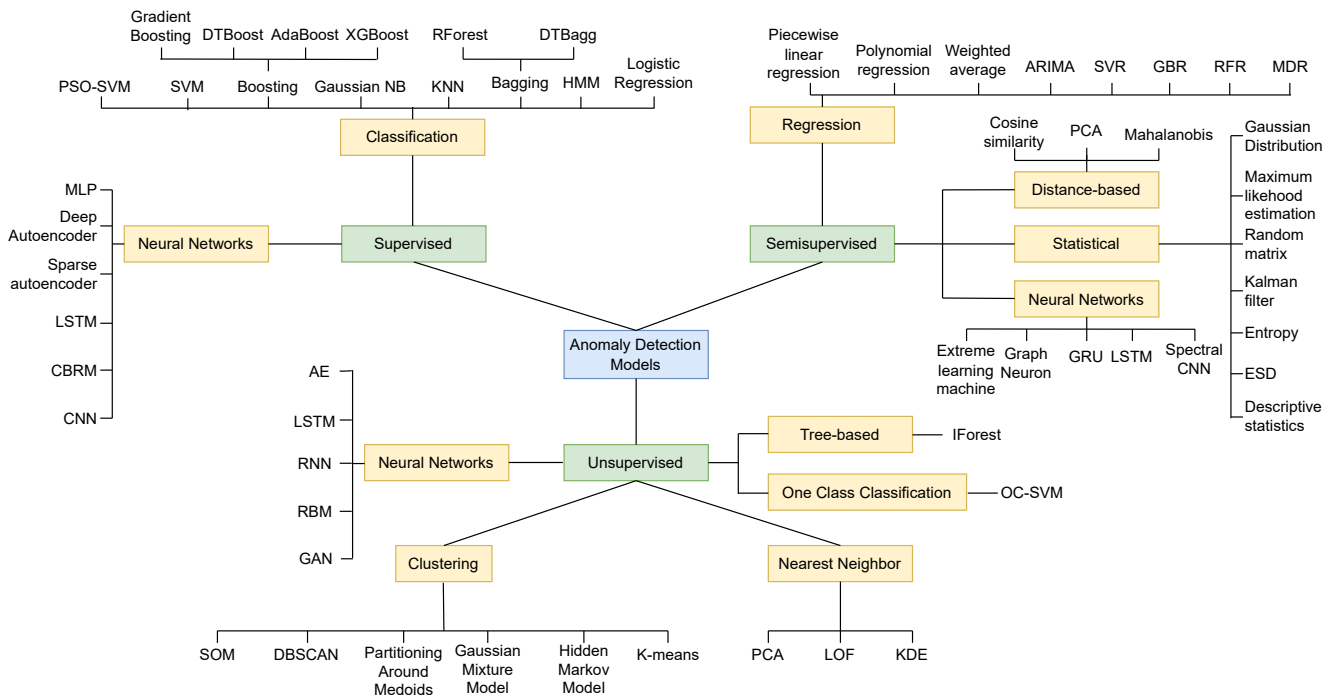 Gradient
Boosting
DTBoost
AdaBoost
XGBoost
RForest
DTBagg
PSO-SVM
SVM
Boosting
Gaussian NB
KNN
Bagging
HMM
Logistic
Regression
Classification
Piecewise
linear
regression
Polynomial
regression
Weighted
average
ARIMA
SVR
GBR
RFR
MDR
Regression
Cosine
similarity
PCA
Mahalanobis
Distance-based
Gaussian
Distribution
Maximum
likehood
estimation
Random
matrix
Kalman
filter
Entropy
ESD
Descriptive
statistics
MLP
Deep
Autoencoder
Sparse
autoencoder
LSTM
CBRM
CNN
Neural Networks
Supervised
Semisupervised
Statistical
Neural Networks
Extreme
learning
machine
Graph
Neuron
GRU
LSTM
Spectral
CNN
Anomaly Detection
Models
AE
LSTM
RNN
RBM
GAN
Neural Networks
Unsupervised
Tree-based
IForest
One Class Classification
OC-SVM
Clustering
Nearest Neighbor
SOM
DBSCAN
Partitioning
Around
Medoids
Gaussian
Mixture
Model
Hidden
Markov
Model
K-means
PCA
LOF
KDE